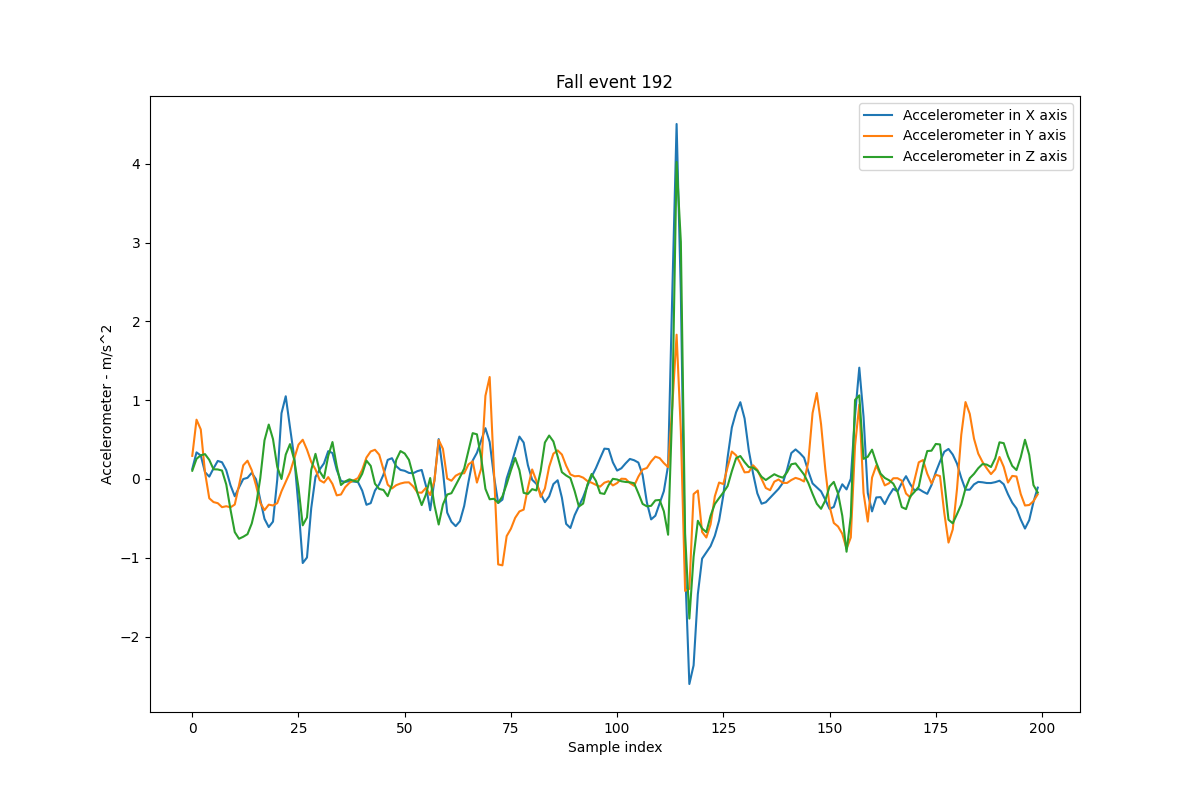 Fall event 192
Accelerometer in X axis
Accelerometer in Y axis
Accelerometer in Z axis
Accelerometer - m/s^2
4
3
2
1
0
−1
−2
0 25 50 75 100 125 150 175 200
Sample index